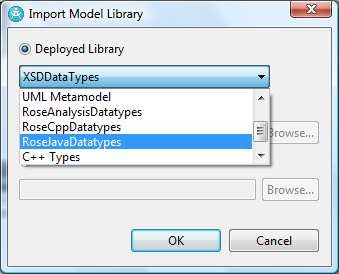 Import Model Library
Deployed Library
XSDDataTypes
UML Metamodel
RoseAnalysisDatatypes
RoseCppDatatypes
RoseJavaDatatypes
C++ Types
Browse...
Browse...
OK
Cancel